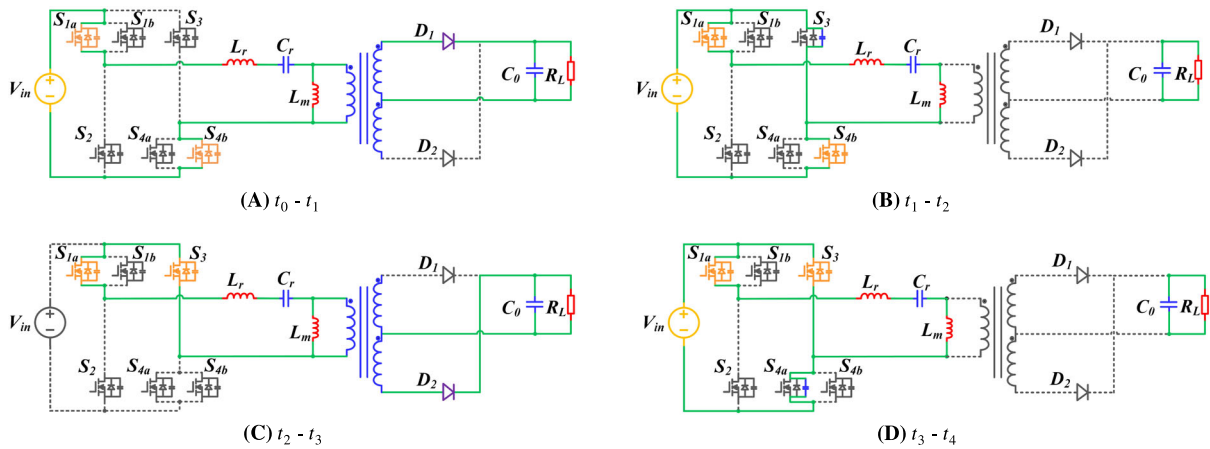 S1a S1b S3
Lr Cr D1
Vin Lm C0 RL
S2 S4a S4b D2
(A) t0 - t1
S1a S1b S3
Lr Cr D1
Vin Lm C0 RL
S2 S4a S4b D2
(B) t1 - t2
S1a S1b S3
Lr Cr D1
Vin Lm C0 RL
S2 S4a S4b D2
(C) t2 - t3
S1a S1b S3
Lr Cr D1
Vin Lm C0 RL
S2 S4a S4b D2
(D) t3 - t4